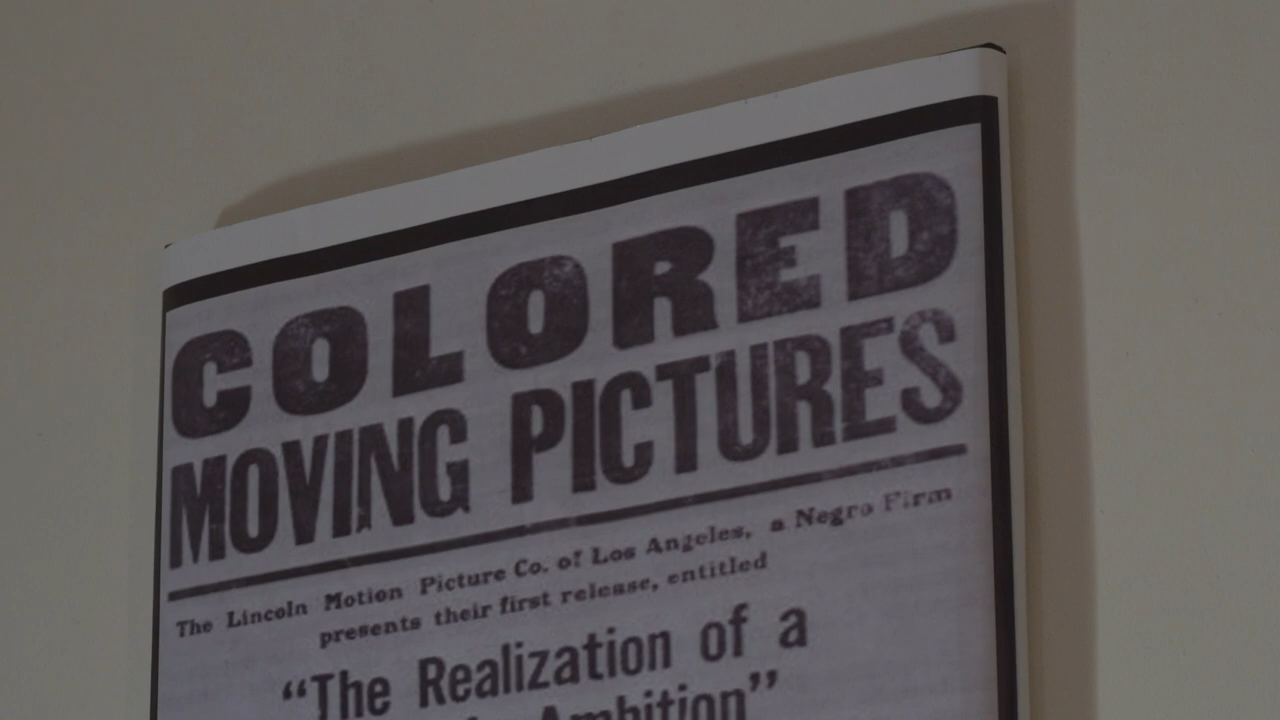 COLORED
MOVING PICTURES
The Lincoln Motion Picture Co. of Los Angeles, a Negro Firm
presents their first release, entitled
“The Realization of a
Ambition”